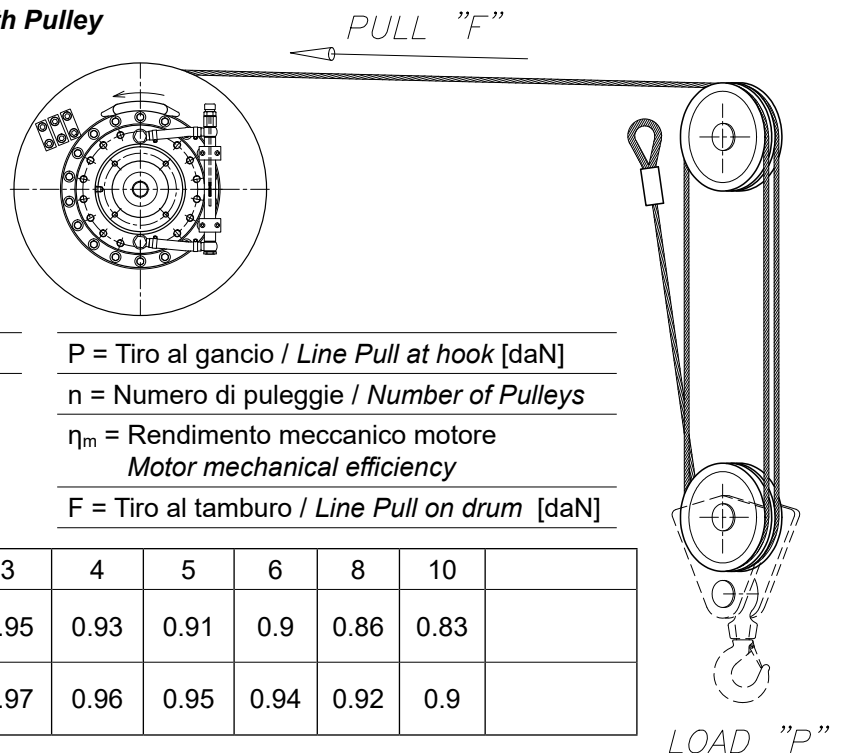 Pulley
PULL "F"
P = Tiro al gancio / Line Pull at hook [daN]
n = Numero di puleggie / Number of Pulleys
ηm = Rendimento meccanico motore
Motor mechanical efficiency
F = Tiro al tamburo / Line Pull on drum [daN]
3 4 5 6 8 10
.95 0.93 0.91 0.9 0.86 0.83
.97 0.96 0.95 0.94 0.92 0.9
LOAD "P"